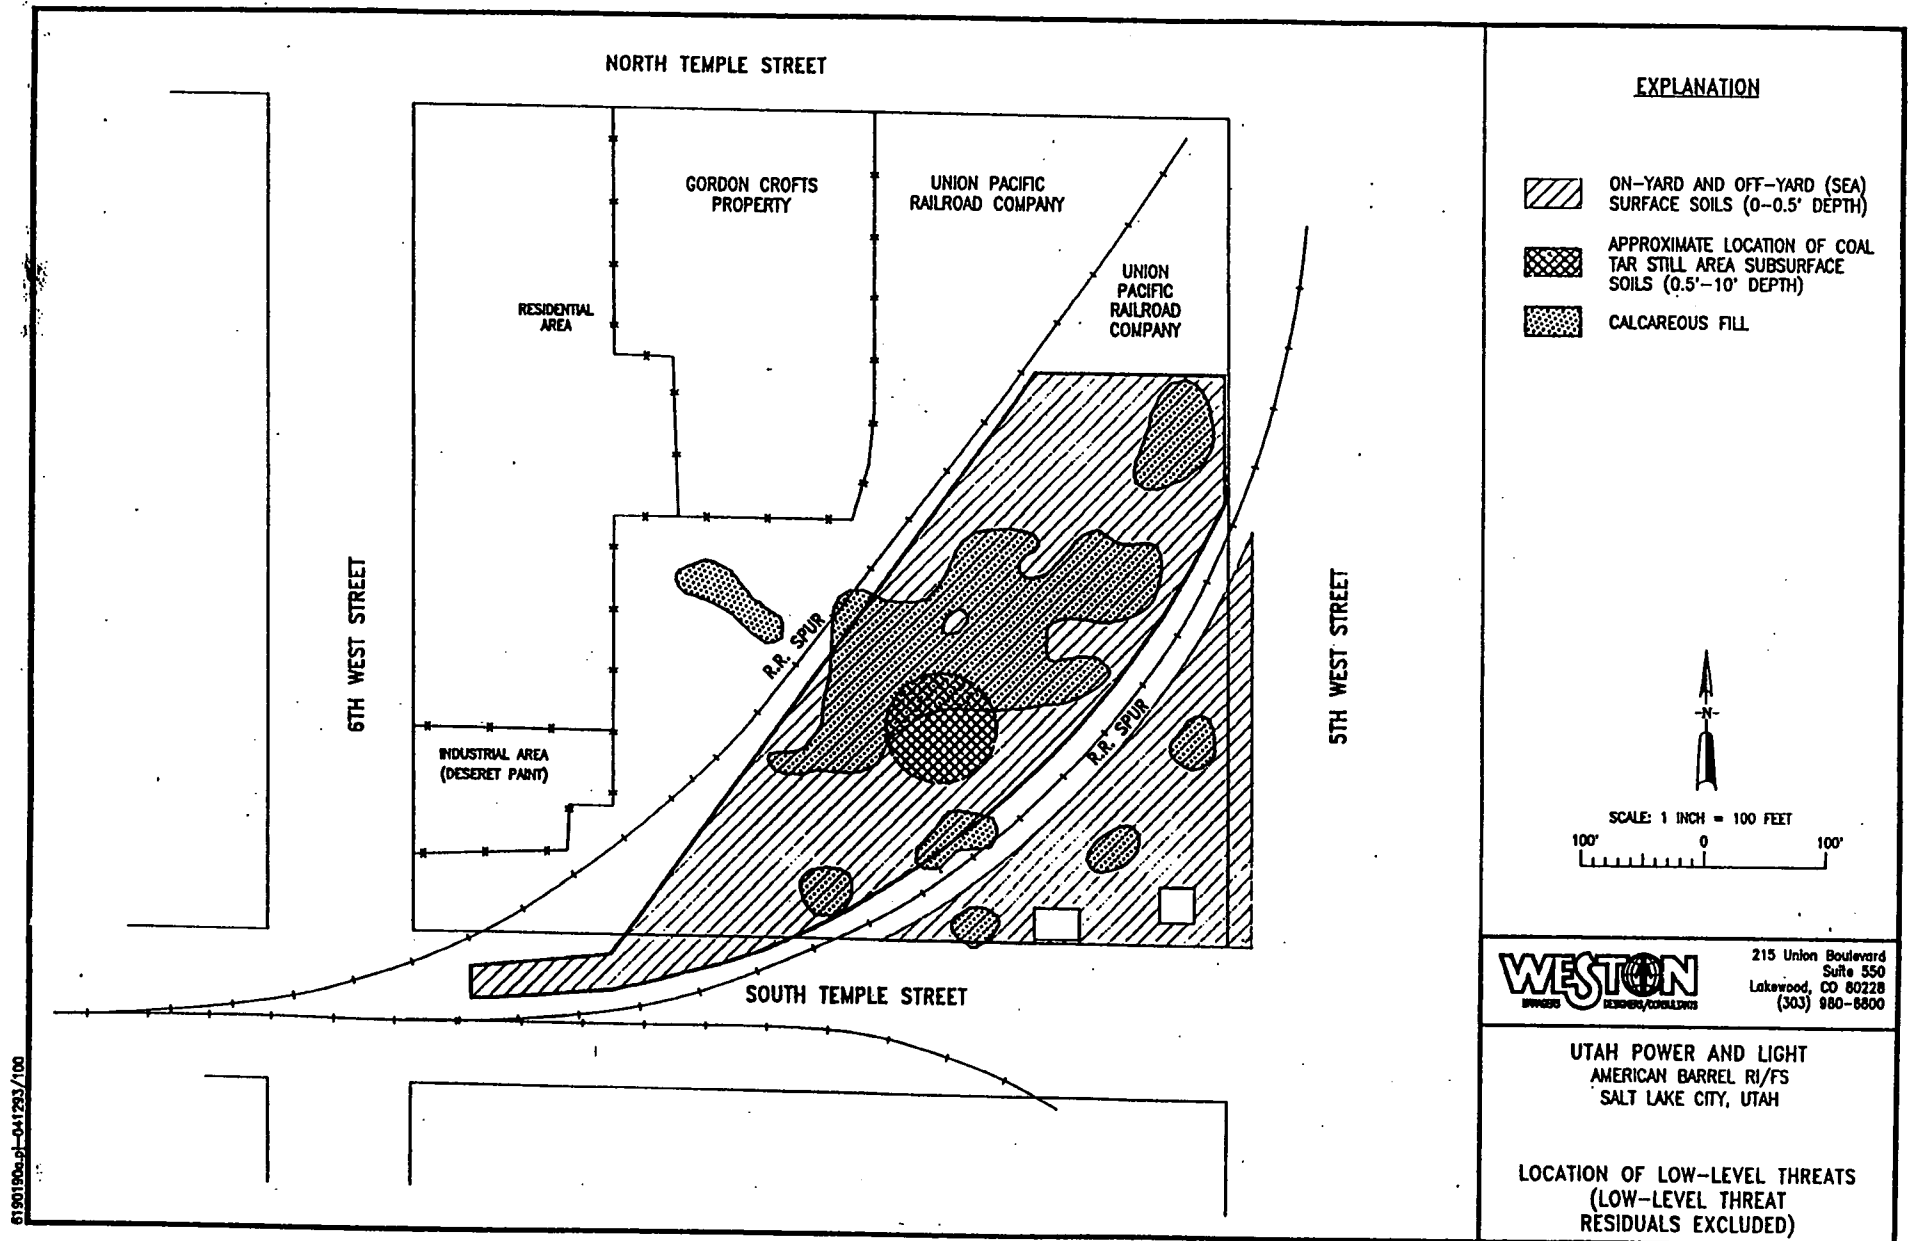 NORTH TEMPLE STREET
GORDON CROFTS
PROPERTY
UNION PACIFIC
RAILROAD COMPANY
UNION
PACIFIC
RAILROAD
COMPANY
RESIDENTIAL
AREA
6TH WEST STREET
R.R. SPUR
5TH WEST STREET
R.R. SPUR
INDUSTRIAL AREA
(DESERET PAINT)
SOUTH TEMPLE STREET
EXPLANATION
ON-YARD AND OFF-YARD (SEA)
SURFACE SOILS (0-0.5' DEPTH)
APPROXIMATE LOCATION OF COAL
TAR STILL AREA SUBSURFACE
SOILS (0.5'-10' DEPTH)
CALCAREOUS FILL
-N-
SCALE: 1 INCH = 100 FEET
100' 0 100'
WESTON
MANAGERS DESIGNERS/CONSULTANTS
215 Union Boulevard
Suite 550
Lakewood, CO 80228
(303) 980-6800
UTAH POWER AND LIGHT
AMERICAN BARREL RI/FS
SALT LAKE CITY, UTAH
LOCATION OF LOW-LEVEL THREATS
(LOW-LEVEL THREAT
RESIDUALS EXCLUDED)